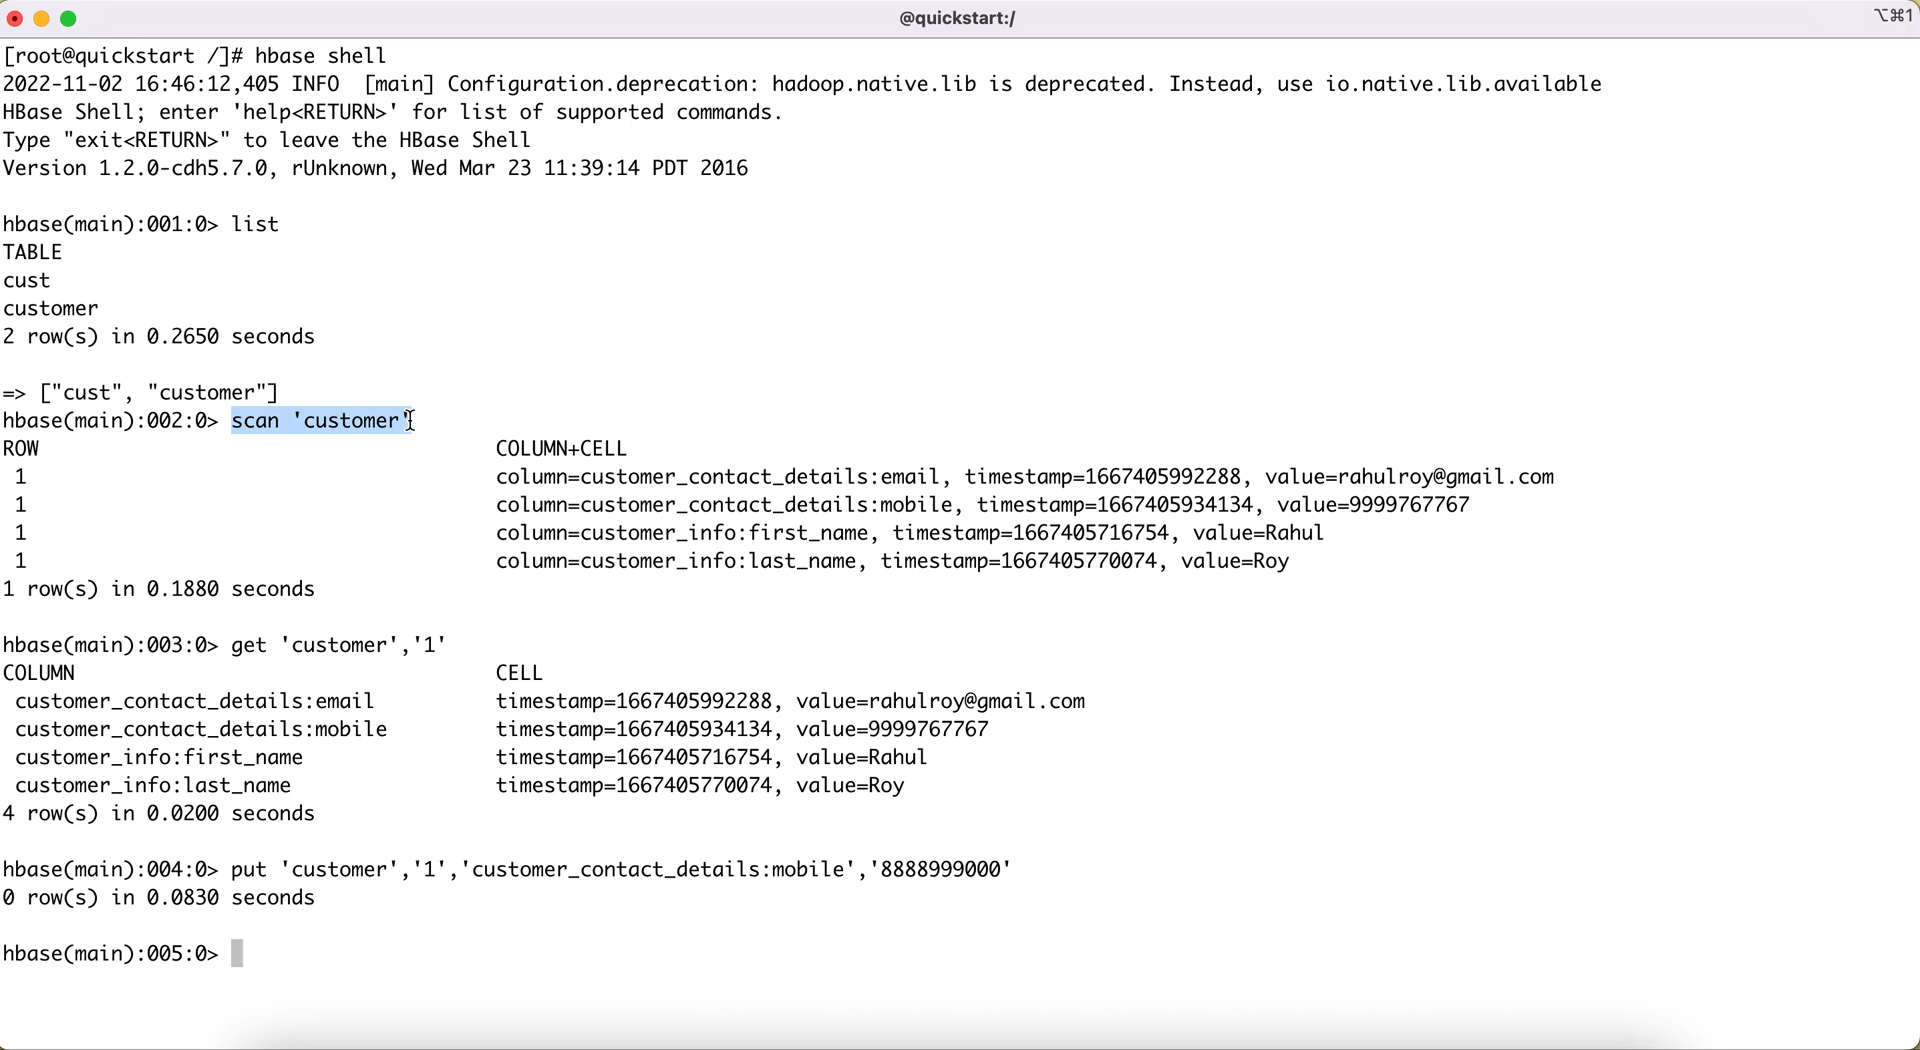 @quickstart:/
⌥⌘1
[root@quickstart /]# hbase shell
2022-11-02 16:46:12,405 INFO  [main] Configuration.deprecation: hadoop.native.lib is deprecated. Instead, use io.native.lib.available
HBase Shell; enter 'help<RETURN>' for list of supported commands.
Type "exit<RETURN>" to leave the HBase Shell
Version 1.2.0-cdh5.7.0, rUnknown, Wed Mar 23 11:39:14 PDT 2016
hbase(main):001:0> list
TABLE
cust
customer
2 row(s) in 0.2650 seconds
=> ["cust", "customer"]
hbase(main):002:0> scan 'customer'
ROW COLUMN+CELL
1 column=customer_contact_details:email, timestamp=1667405992288, value=rahulroy@gmail.com
1 column=customer_contact_details:mobile, timestamp=1667405934134, value=9999767767
1 column=customer_info:first_name, timestamp=1667405716754, value=Rahul
1 column=customer_info:last_name, timestamp=1667405770074, value=Roy
1 row(s) in 0.1880 seconds
hbase(main):003:0> get 'customer','1'
COLUMN CELL
customer_contact_details:email timestamp=1667405992288, value=rahulroy@gmail.com
customer_contact_details:mobile timestamp=1667405934134, value=9999767767
customer_info:first_name timestamp=1667405716754, value=Rahul
customer_info:last_name timestamp=1667405770074, value=Roy
4 row(s) in 0.0200 seconds
hbase(main):004:0> put 'customer','1','customer_contact_details:mobile','8888999000'
0 row(s) in 0.0830 seconds
hbase(main):005:0>